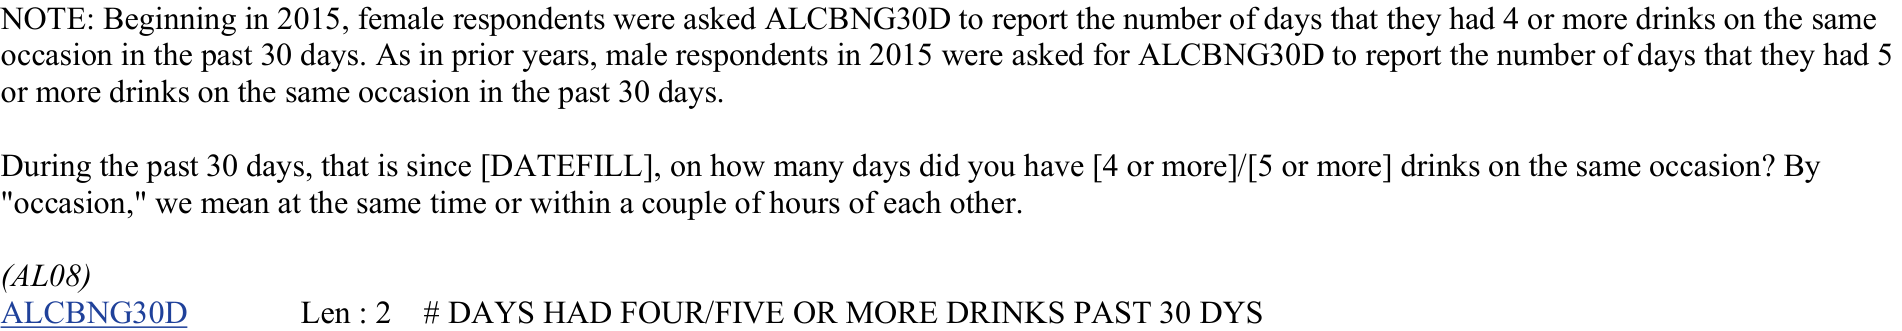 NOTE: Beginning in 2015, female respondents were asked ALCBNG30D to report the number of days that they had 4 or more drinks on the same
occasion in the past 30 days. As in prior years, male respondents in 2015 were asked for ALCBNG30D to report the number of days that they had 5
or more drinks on the same occasion in the past 30 days.
During the past 30 days, that is since [DATEFILL], on how many days did you have [4 or more]/[5 or more] drinks on the same occasion? By
"occasion," we mean at the same time or within a couple of hours of each other.
(AL08)
ALCBNG30D Len : 2 # DAYS HAD FOUR/FIVE OR MORE DRINKS PAST 30 DYS